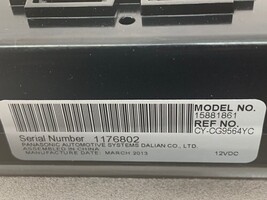 MODEL NO.
15881861
REF NO.
CY-CG9564YC
Serial Number 1176802
PANASONIC AUTOMOTIVE SYSTEMS DALIAN CO., LTD.
ASSEMBLED IN CHINA
MANUFACTURE DATE: MARCH 2013
12VDC